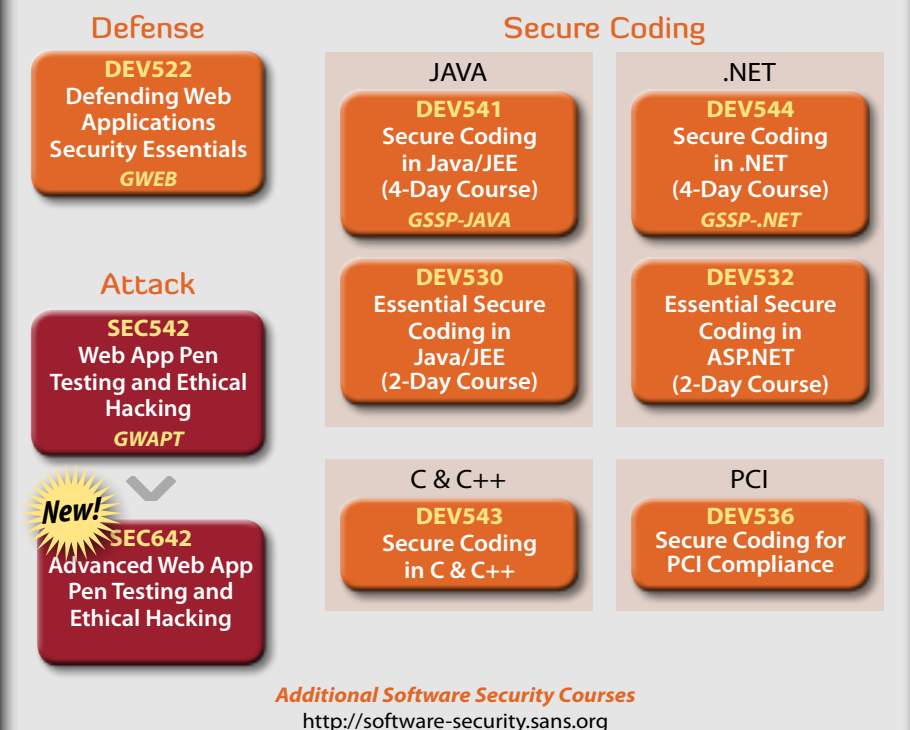 Defense
DEV522
Defending Web
Applications
Security Essentials
GWEB
Attack
SEC542
Web App Pen
Testing and Ethical
Hacking
GWAPT
New!
SEC642
Advanced Web App
Pen Testing and
Ethical Hacking
Secure Coding
JAVA
DEV541
Secure Coding
in Java/JEE
(4-Day Course)
GSSP-JAVA
DEV530
Essential Secure
Coding in
Java/JEE
(2-Day Course)
.NET
DEV544
Secure Coding
in .NET
(4-Day Course)
GSSP-.NET
DEV532
Essential Secure
Coding in
ASP.NET
(2-Day Course)
C & C++
DEV543
Secure Coding
in C & C++
PCI
DEV536
Secure Coding for
PCI Compliance
Additional Software Security Courses
http://software-security.sans.org